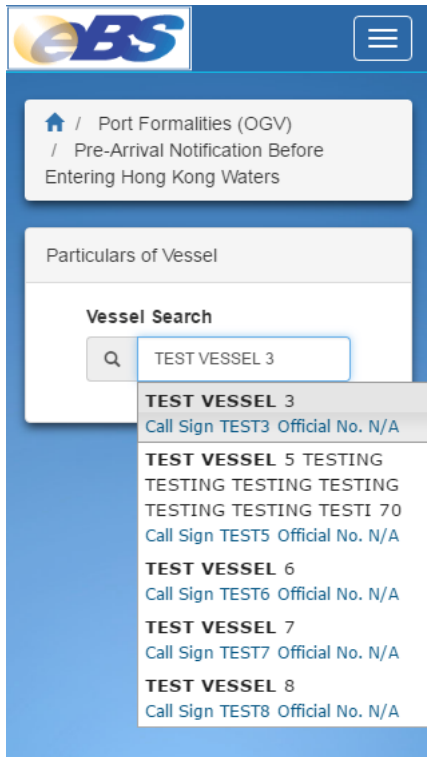 eBS
/ Port Formalities (OGV)
/ Pre-Arrival Notification Before
Entering Hong Kong Waters
Particulars of Vessel
Vessel Search
TEST VESSEL 3
TEST VESSEL 3
Call Sign TEST3 Official No. N/A
TEST VESSEL 5 TESTING
TESTING TESTING TESTING
TESTING TESTING TESTI 70
Call Sign TEST5 Official No. N/A
TEST VESSEL 6
Call Sign TEST6 Official No. N/A
TEST VESSEL 7
Call Sign TEST7 Official No. N/A
TEST VESSEL 8
Call Sign TEST8 Official No. N/A